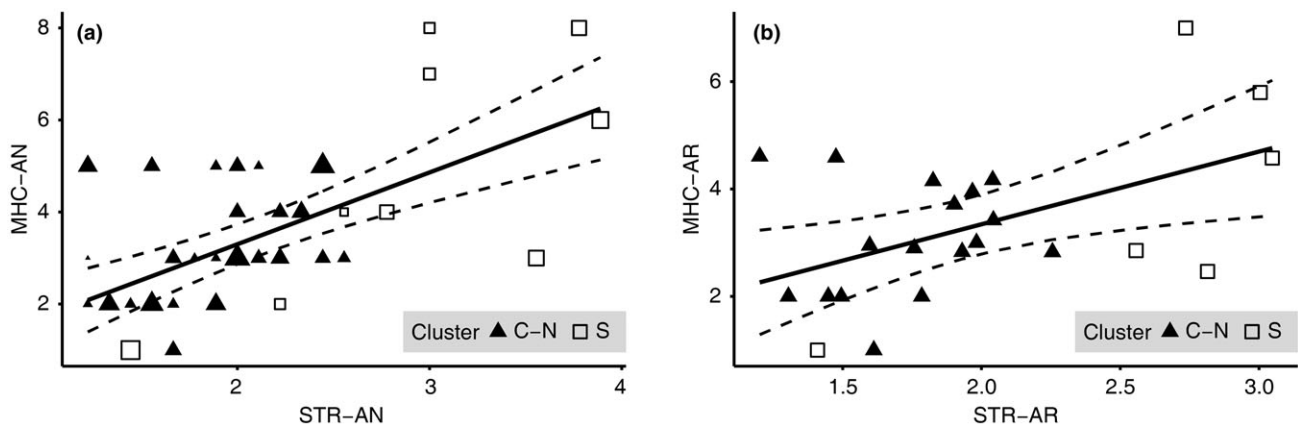 (a)
8
6
4
2
MHC−AN
2
3
4
STR−AN
Cluster C−N S
(b)
6
4
2
MHC−AR
1.5
2.0
2.5
3.0
STR−AR
Cluster C−N S